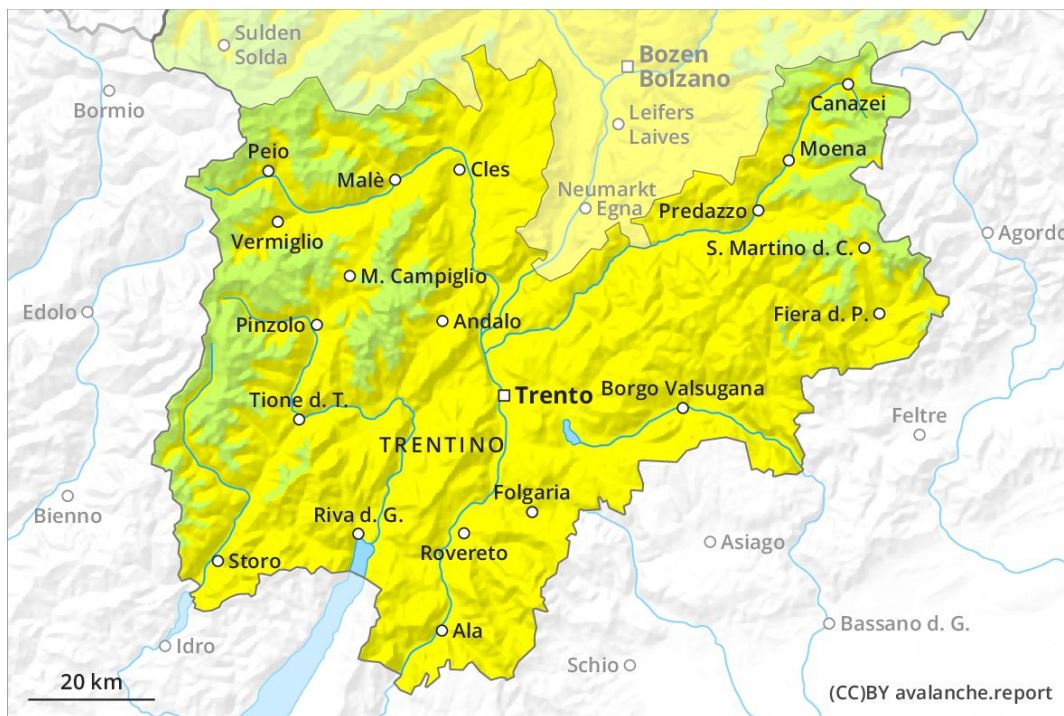 Sulden
Solda
Bozen
Bolzano
Bormio
Canazei
Leifers
Laives
Moena
Peio
Malè
Cles
Neumarkt
Egna
Predazzo
Vermiglio
S. Martino d. C.
Agordo
M. Campiglio
Edolo
Pinzolo
Andalo
Fiera d. P.
Trento
Borgo Valsugana
Tione d. T.
Feltre
TRENTINO
Folgaria
Bienno
Riva d. G.
Rovereto
Asiago
Storo
Ala
Bassano d. G.
Idro
Schio
20 km
(CC)BY avalanche.report